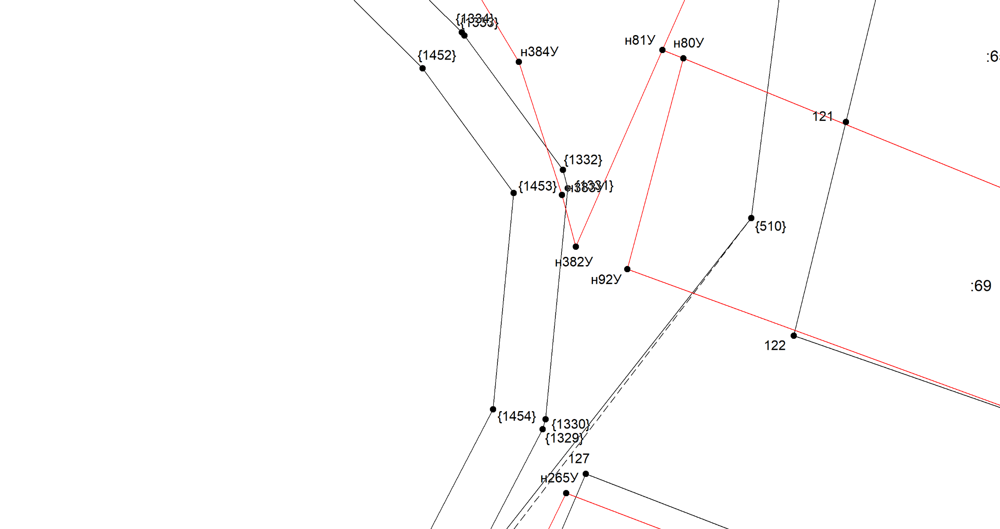 {1334}
{1333}
н81У
н80У
н384У
{1452}
:6
121
{1332}
{1453}
н383У
{1331}
{510}
н382У
н92У
:69
122
{1454}
{1330}
{1329}
127
н265У